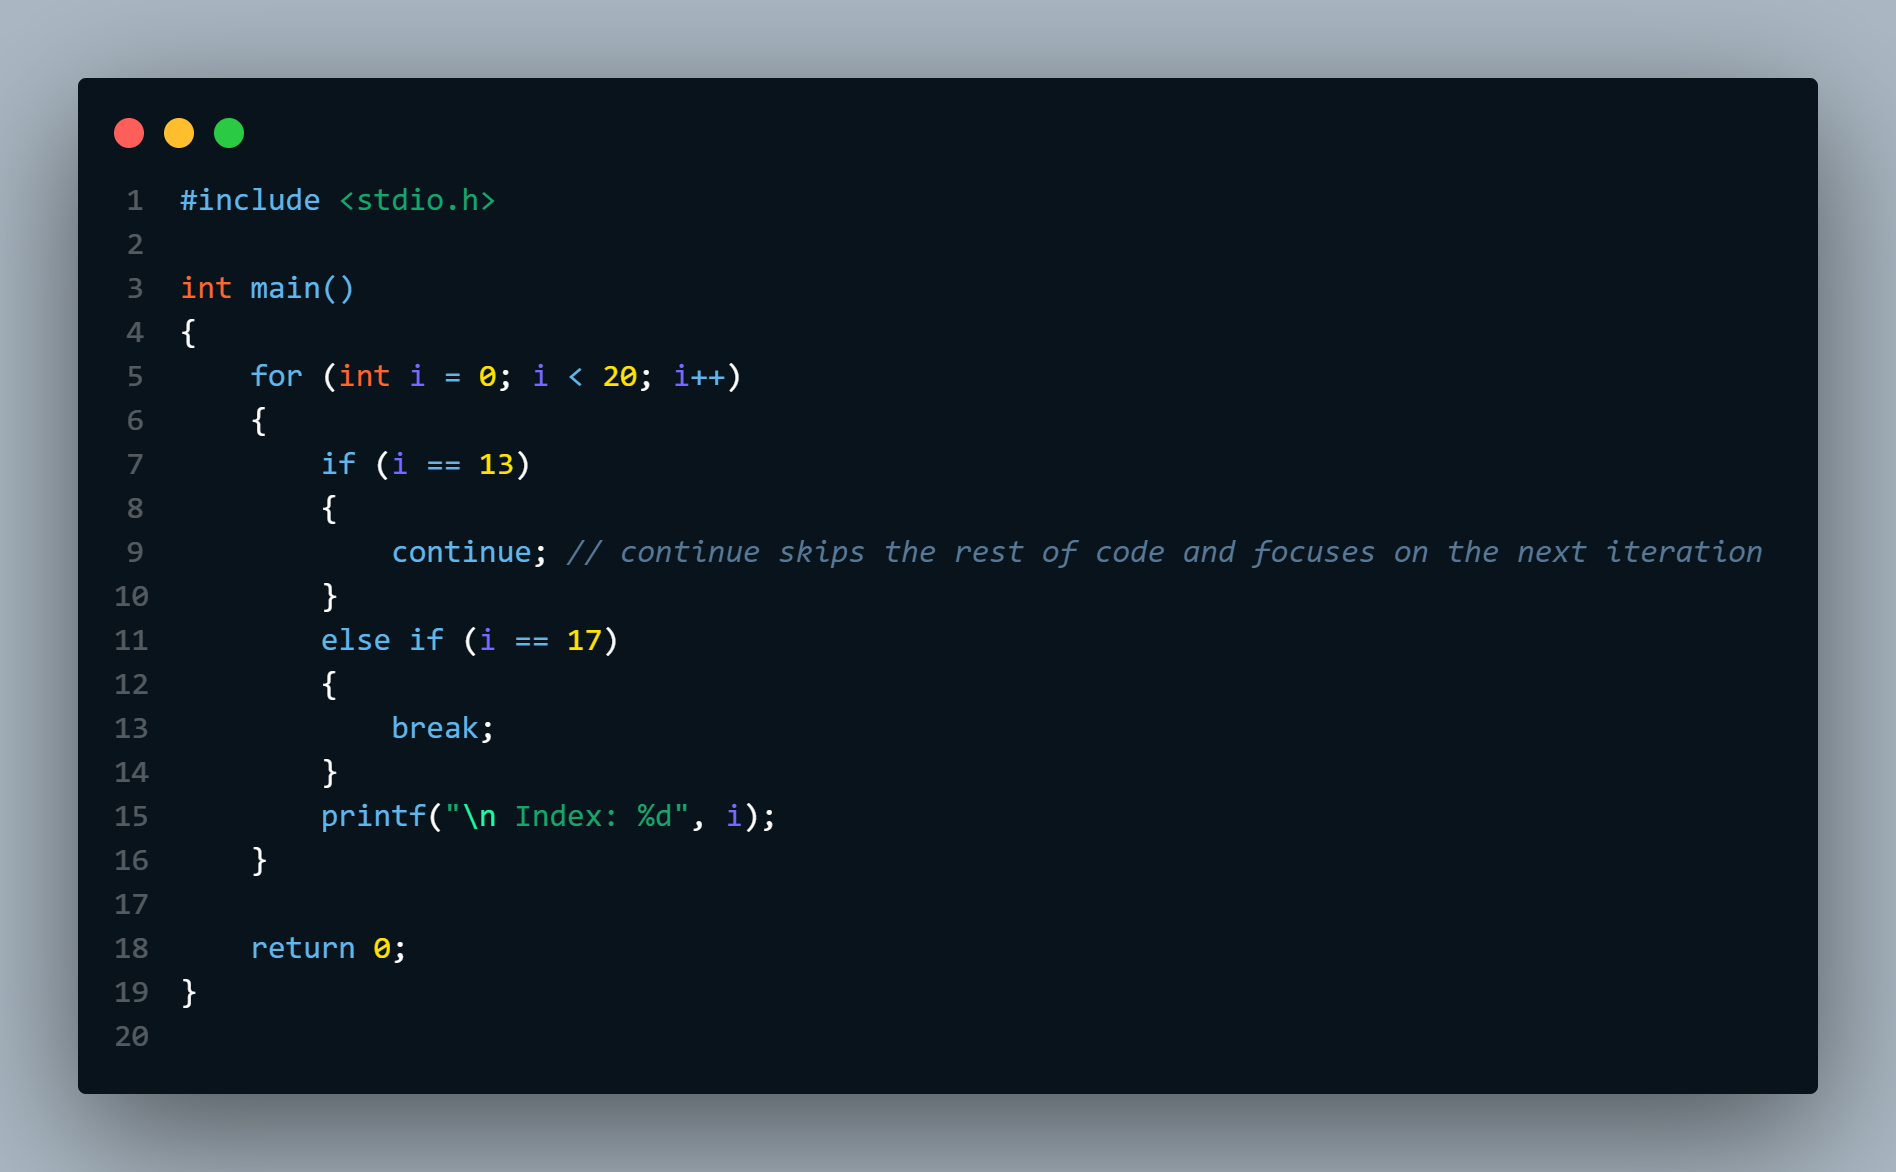 1 #include <stdio.h>
2
3 int main()
4 {
5     for (int i = 0; i < 20; i++)
6     {
7         if (i == 13)
8         {
9             continue; // continue skips the rest of code and focuses on the next iteration
10         }
11         else if (i == 17)
12         {
13             break;
14         }
15         printf("\n Index: %d", i);
16     }
17
18     return 0;
19 }
20